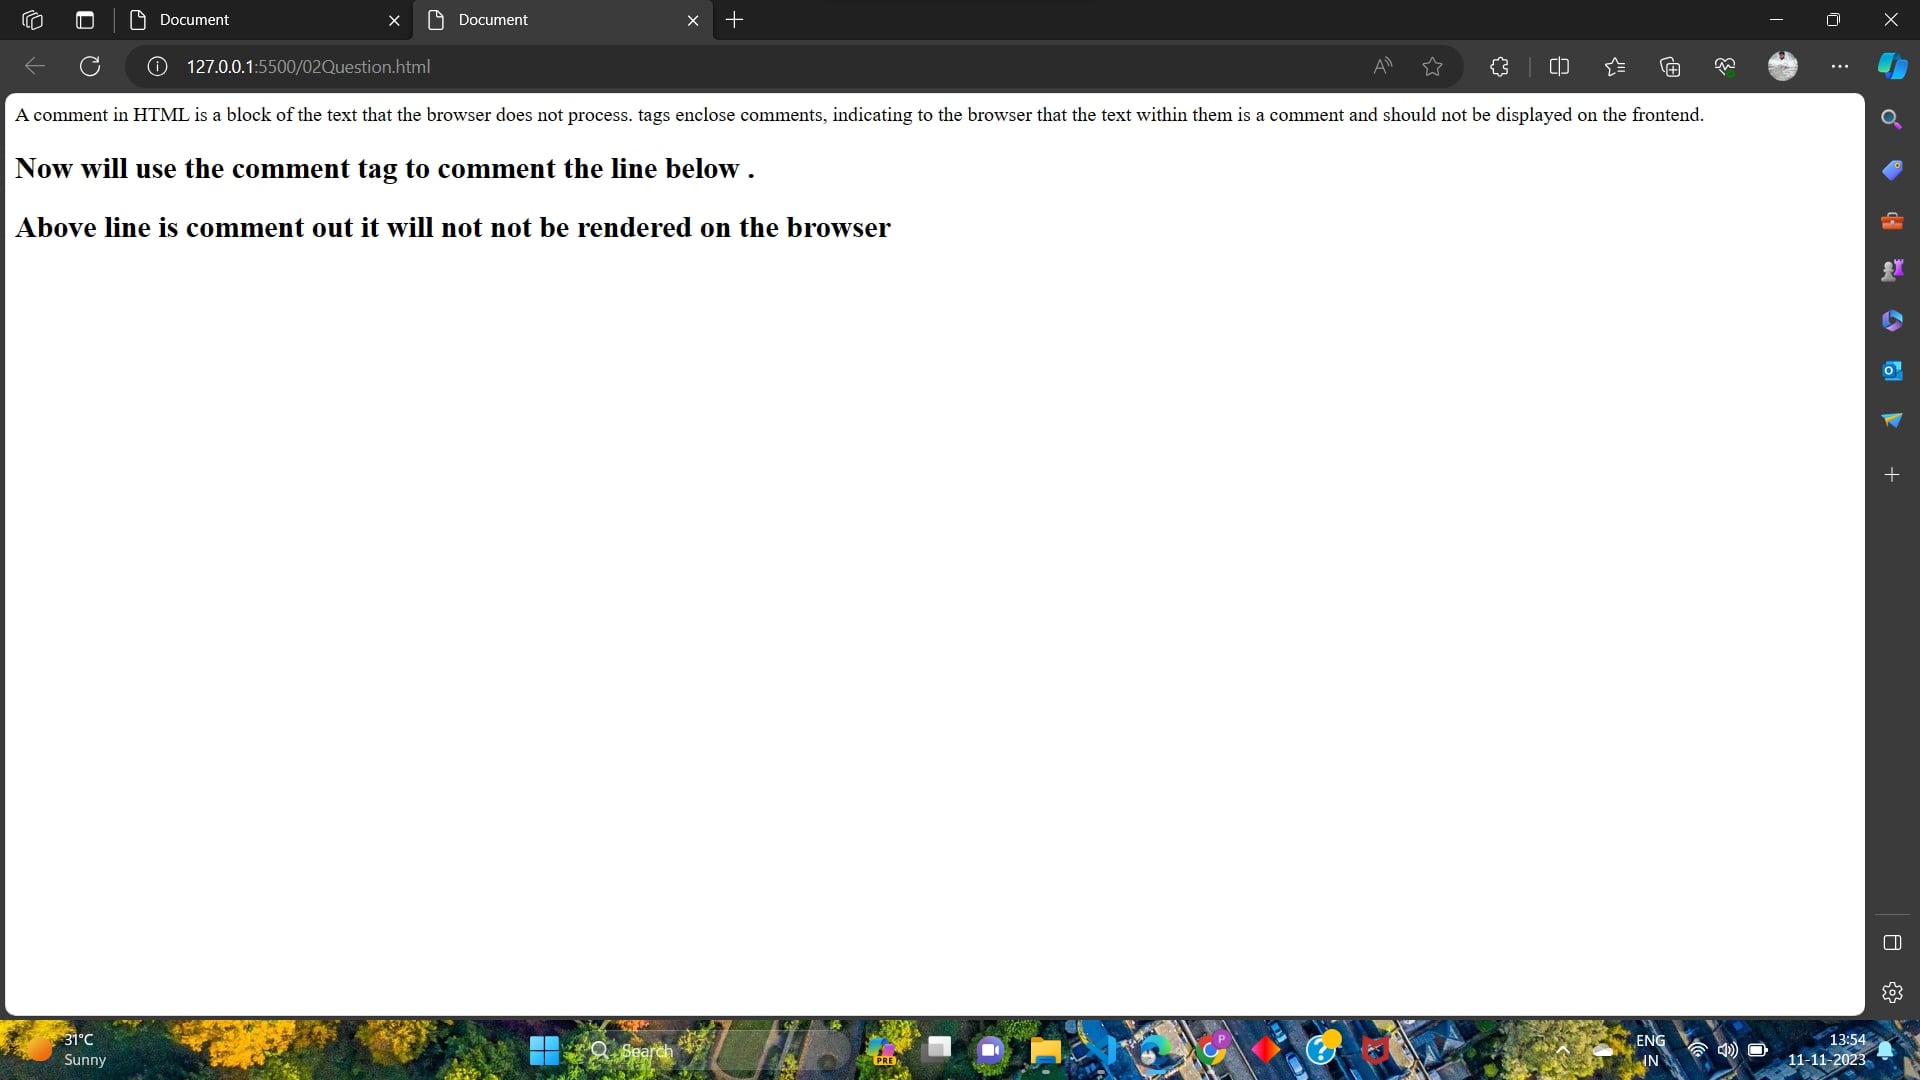 Document
Document
127.0.0.1:5500/02Question.html
A comment in HTML is a block of the text that the browser does not process. tags enclose comments, indicating to the browser that the text within them is a comment and should not be displayed on the frontend.
Now will use the comment tag to comment the line below .
Above line is comment out it will not not be rendered on the browser
31°C
Sunny
Search
PRE
P
ENG
IN
13:54
11-11-2023